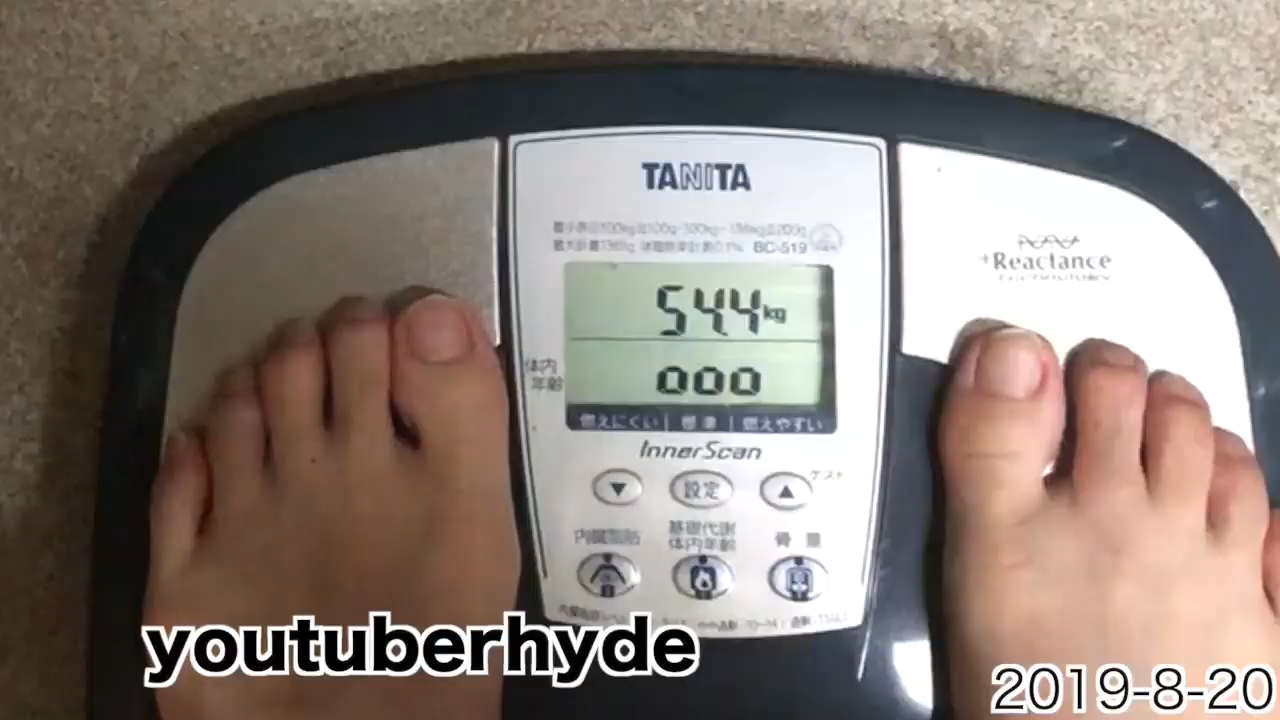 TANITA
BC-519
54.4kg
体内
年齢
ooo
燃えにくい | 標準 | 燃えやすい
InnerScan
▼ 設定 ▲ ゲスト
内臓脂肪 基礎代謝 骨量
体内年齢
+Reactance
TECHNOLOGY
youtuberhyde
2019-8-20